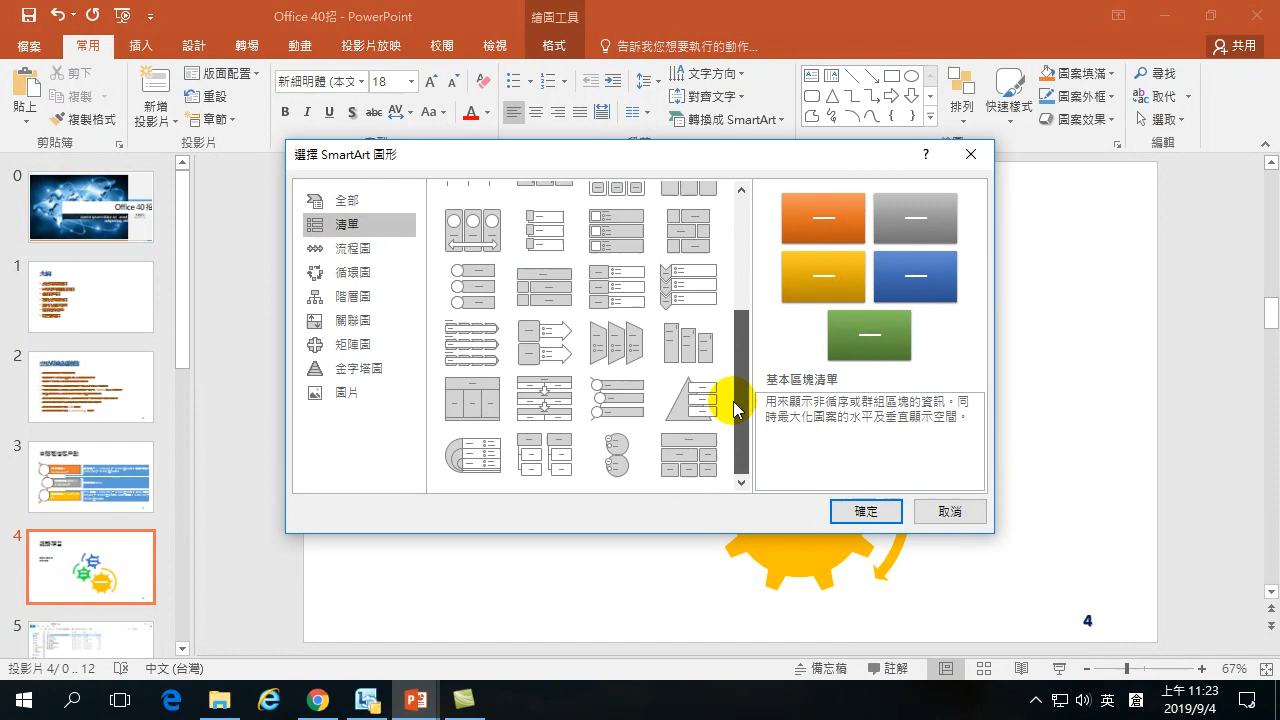 Office 40招 - PowerPoint
繪圖工具
檔案
常用
插入
設計
轉場
動畫
投影片放映
校閱
檢視
格式
告訴我您想要執行的動作...
共用
貼上
剪下
複製
複製格式
剪貼簿
新增
投影片
版面配置
重設
章節
投影片
新細明體 (本文)
18
B I U S abc AV Aa A
文字方向
對齊文字
轉換成 SmartArt
排列
快速樣式
圖案填滿
圖案外框
圖案效果
尋找
取代
選取
編輯
選擇 SmartArt 圖形
?
全部
清單
流程圖
循環圖
階層圖
關聯圖
矩陣圖
金字塔圖
圖片
基本區塊清單
用來顯示非循序或群組區塊的資訊。同
時最大化圖案的水平及垂直顯示空間。
確定
取消
0
Office 40招
1
大綱
2
3
4
5
4
投影片 4/ 0 .. 12
中文 (台灣)
備忘稿
註解
67%
英
上午 11:23
2019/9/4